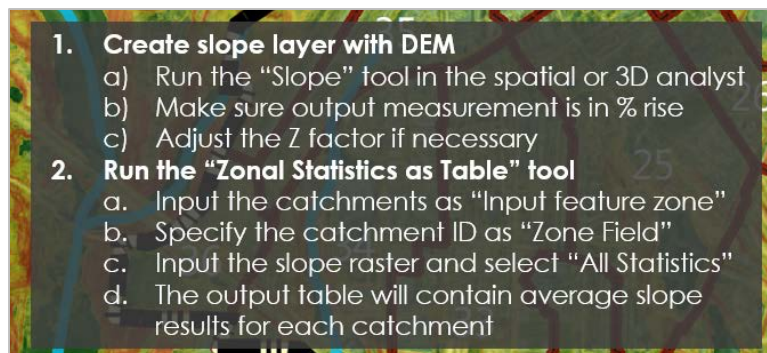 1. Create slope layer with DEM
a) Run the “Slope” tool in the spatial or 3D analyst
b) Make sure output measurement is in % rise
c) Adjust the Z factor if necessary
2. Run the “Zonal Statistics as Table” tool
a. Input the catchments as “Input feature zone”
b. Specify the catchment ID as “Zone Field”
c. Input the slope raster and select “All Statistics”
d. The output table will contain average slope
results for each catchment
25